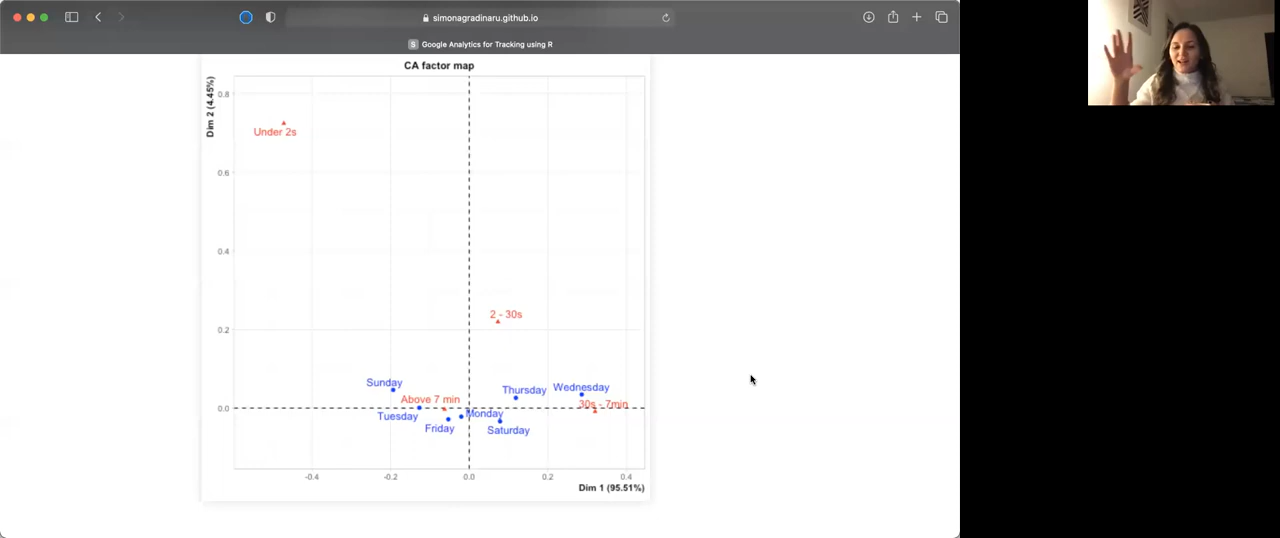 simonagradinaru.github.io
S Google Analytics for Tracking using R
CA factor map
Dim 2 (4.45%)
0.8
Under 2s
0.6
0.4
2 - 30s
0.2
Sunday
Thursday
Wednesday
Above 7 min
30s - 7min
0.0
Tuesday
Monday
Friday
Saturday
-0.4
-0.2
0.0
0.2
0.4
Dim 1 (95.51%)